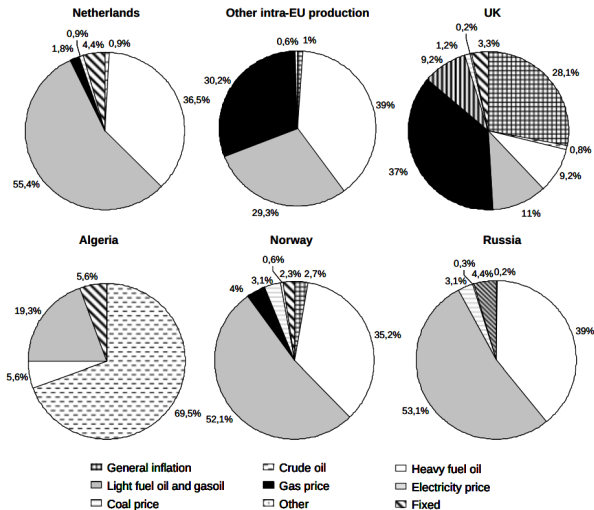 Netherlands
Other intra-EU production
UK
0,9%
1,8%
4,4%
0,9%
36,5%
55,4%
0,6%
1%
30,2%
39%
29,3%
0,2%
1,2%
3,3%
9,2%
28,1%
0,8%
9,2%
37%
11%
Algeria
Norway
Russia
5,6%
19,3%
5,6%
69,5%
0,6%
3,1%
2,3%
2,7%
4%
35,2%
52,1%
0,3%
3,1%
4,4%
0,2%
39%
53,1%
General inflation
Crude oil
Heavy fuel oil
Light fuel oil and gasoil
Gas price
Electricity price
Coal price
Other
Fixed